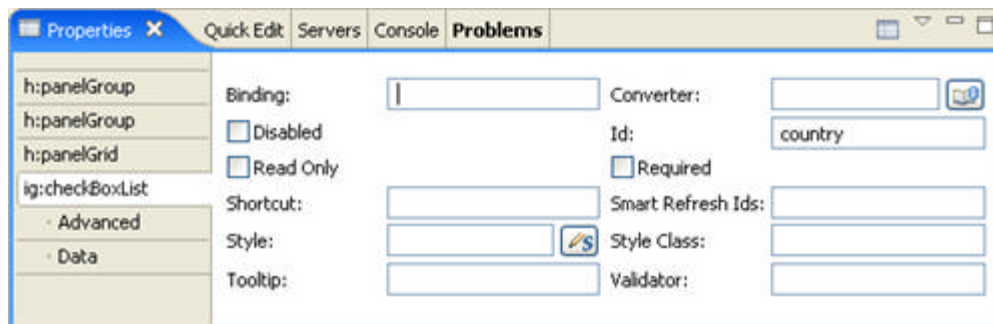 Properties Quick Edit Servers Console Problems
h:panelGroup
h:panelGroup
h:panelGrid
ig:checkBoxList
Advanced
Data
Binding: Converter:
Disabled Id: country
Read Only Required
Shortcut: Smart Refresh Ids:
Style: S Style Class:
Tooltip: Validator: